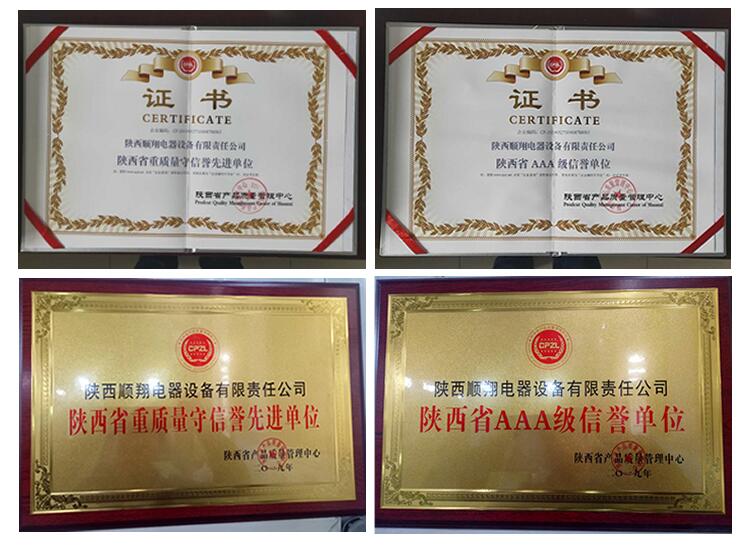 CPZL
证书
CERTIFICATE
陕西顺翔电器设备有限责任公司
陕西省重质量守信誉先进单位
陕西省产品质量管理中心
Product Quality Management Center of Shaanxi
CPZL
证书
CERTIFICATE
陕西顺翔电器设备有限责任公司
陕西省AAA级信誉单位
陕西省产品质量管理中心
Product Quality Management Center of Shaanxi
CPZL
陕西顺翔电器设备有限责任公司
陕西省重质量守信誉先进单位
陕西省产品质量管理中心
二〇一九年
CPZL
陕西顺翔电器设备有限责任公司
陕西省AAA级信誉单位
陕西省产品质量管理中心
二〇一九年